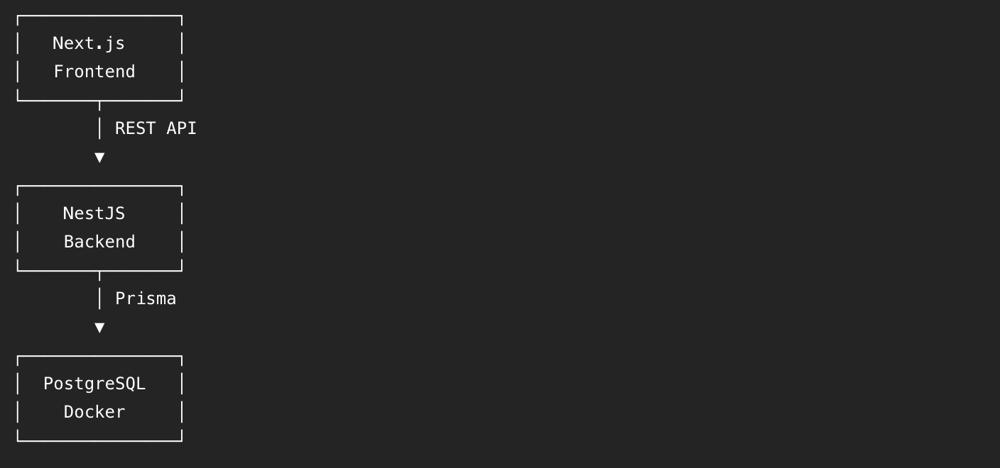 Next.js
Frontend
REST API
▼
NestJS
Backend
Prisma
▼
PostgreSQL
Docker